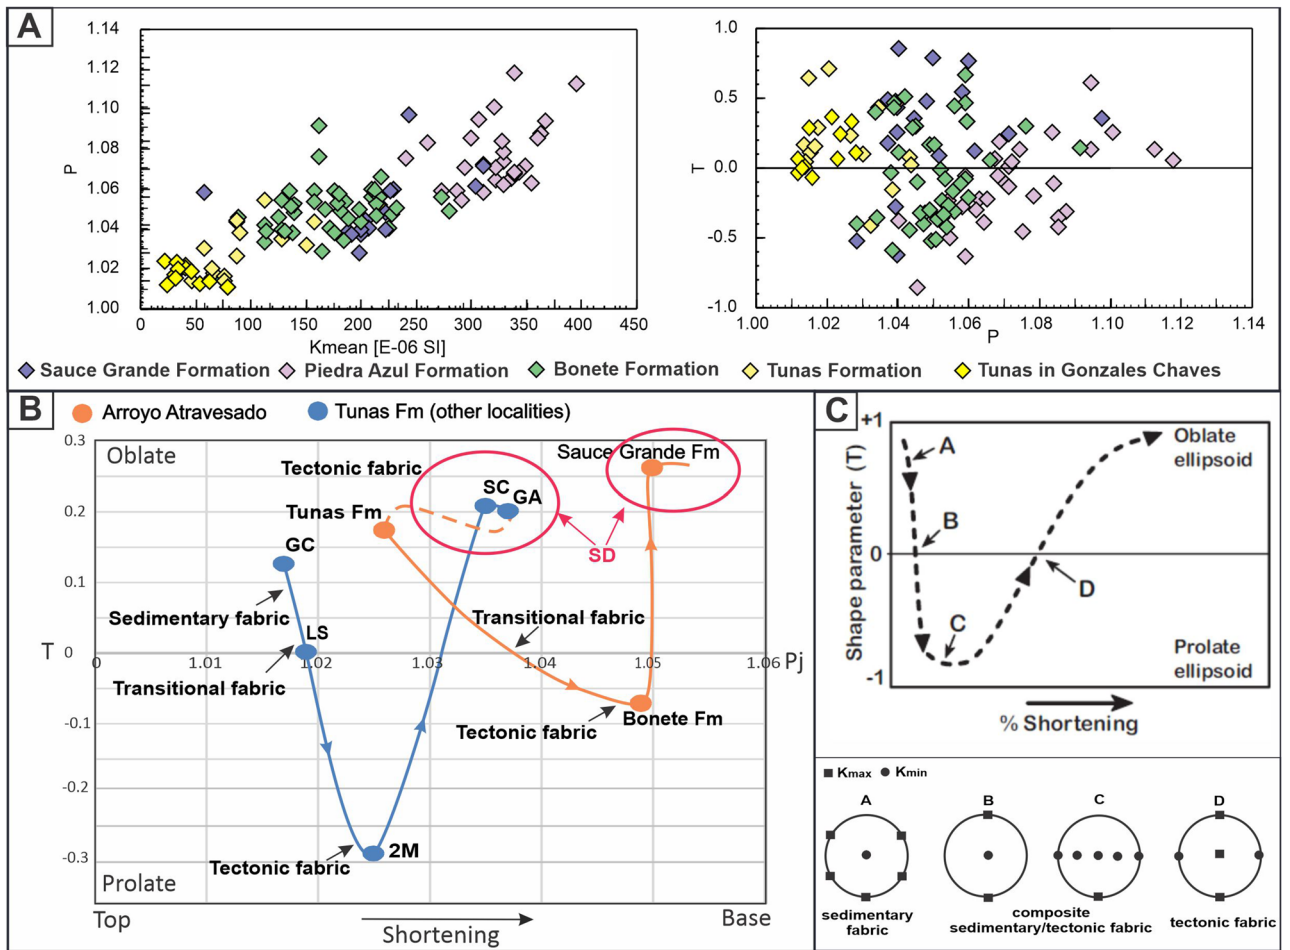 A
1.14
1.12
1.10
1.08
1.06
1.04
1.02
1.00
P
0 50 100 150 200 250 300 350 400 450
Kmean [E-06 SI]
1.0
0.5
0.0
-0.5
-1.0
T
1.00 1.02 1.04 1.06 1.08 1.10 1.12 1.14
P
Sauce Grande Formation Piedra Azul Formation Bonete Formation Tunas Formation Tunas in Gonzales Chaves
B
Arroyo Atravesado Tunas Fm (other localities)
0.3
0.2
0.1
0
-0.1
-0.2
-0.3
T
Oblate
Sauce Grande Fm
Tectonic fabric
SC
GA
Tunas Fm
SD
GC
Sedimentary fabric
Transitional fabric
LS
0 1.01 1.02 1.03 1.04 1.05 1.06 Pj
Transitional fabric
Bonete Fm
Tectonic fabric
2M
Tectonic fabric
Prolate
Top Base
Shortening
C
+1
0
-1
Shape parameter (T)
A
B
C
D
Oblate
ellipsoid
Prolate
ellipsoid
% Shortening
Kmax Kmin
A B C D
sedimentary
fabric
composite
sedimentary/tectonic fabric
tectonic fabric